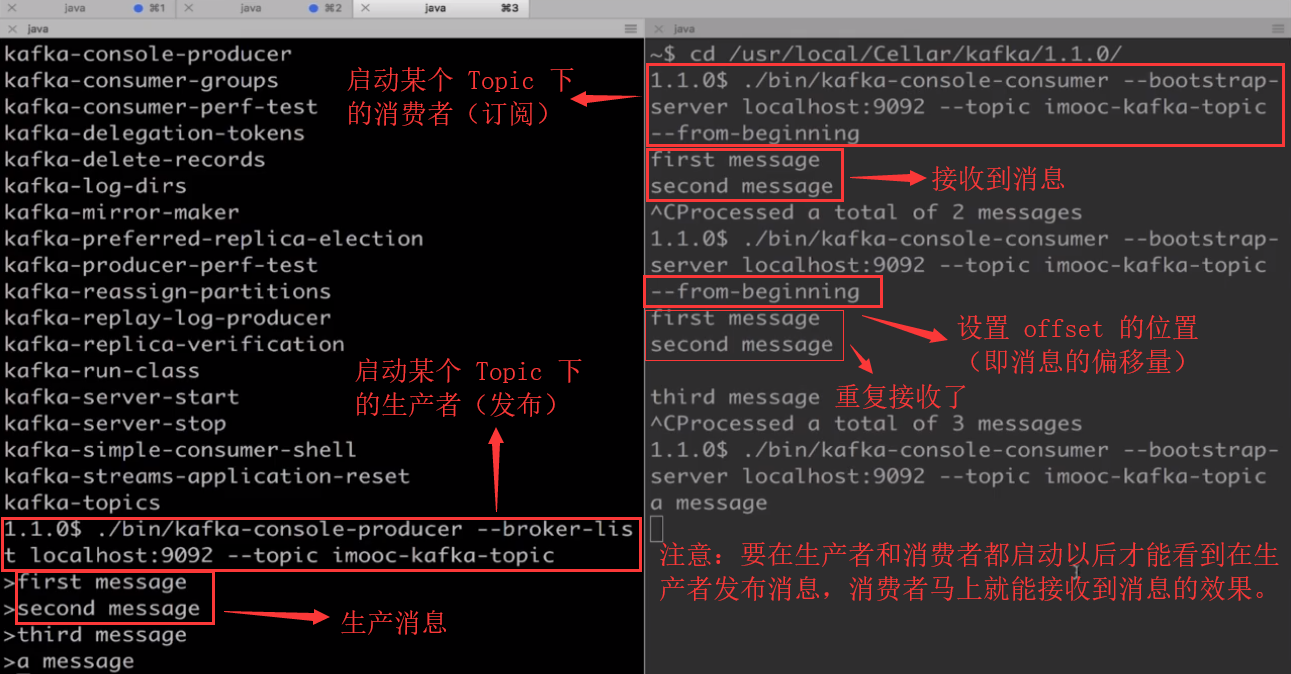 java ⌘1 java ⌘2 java ⌘3
java
kafka-console-producer
kafka-consumer-groups
kafka-consumer-perf-test
kafka-delegation-tokens
kafka-delete-records
kafka-log-dirs
kafka-mirror-maker
kafka-preferred-replica-election
kafka-producer-perf-test
kafka-reassign-partitions
kafka-replay-log-producer
kafka-replica-verification
kafka-run-class
kafka-server-start
kafka-server-stop
kafka-simple-consumer-shell
kafka-streams-application-reset
kafka-topics
1.1.0$ ./bin/kafka-console-producer --broker-lis
t localhost:9092 --topic imooc-kafka-topic
>first message
>second message
>third message
>a message
启动某个 Topic 下
的消费者（订阅）
启动某个 Topic 下
的生产者（发布）
生产消息
java
~$ cd /usr/local/Cellar/kafka/1.1.0/
1.1.0$ ./bin/kafka-console-consumer --bootstrap-
server localhost:9092 --topic imooc-kafka-topic
--from-beginning
first message
second message
接收到消息
^CProcessed a total of 2 messages
1.1.0$ ./bin/kafka-console-consumer --bootstrap-
server localhost:9092 --topic imooc-kafka-topic
--from-beginning
first message
second message
设置 offset 的位置
（即消息的偏移量）
重复接收了
third message
^CProcessed a total of 3 messages
1.1.0$ ./bin/kafka-console-consumer --bootstrap-
server localhost:9092 --topic imooc-kafka-topic
a message
注意：要在生产者和消费者都启动以后才能看到在生
产者发布消息，消费者马上就能接收到消息的效果。